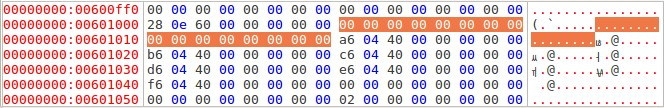 00000000:00600ff0 00 00 00 00 00 00 00 00 00 00 00 00 00 00 00 00 ................
00000000:00601000 28 0e 60 00 00 00 00 00 00 00 00 00 00 00 00 00 (.`.............
00000000:00601010 00 00 00 00 00 00 00 00 a6 04 40 00 00 00 00 00 ........ .@.....
00000000:00601020 b6 04 40 00 00 00 00 00 c6 04 40 00 00 00 00 00 .@..... .@.....
00000000:00601030 d6 04 40 00 00 00 00 00 e6 04 40 00 00 00 00 00 .@..... .@.....
00000000:00601040 f6 04 40 00 00 00 00 00 00 00 00 00 00 00 00 00 .@.............
00000000:00601050 00 00 00 00 00 00 00 00 02 00 00 00 00 00 00 00 ................